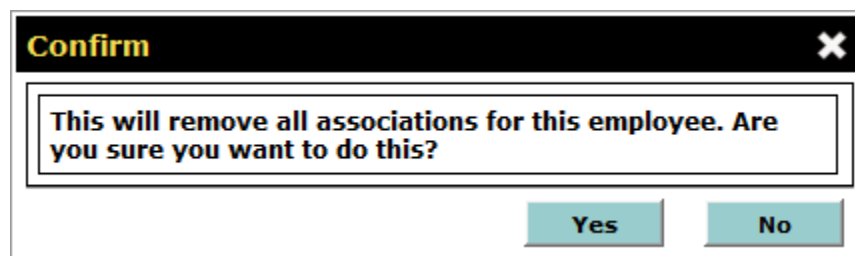 Confirm
This will remove all associations for this employee. Are
you sure you want to do this?
Yes No